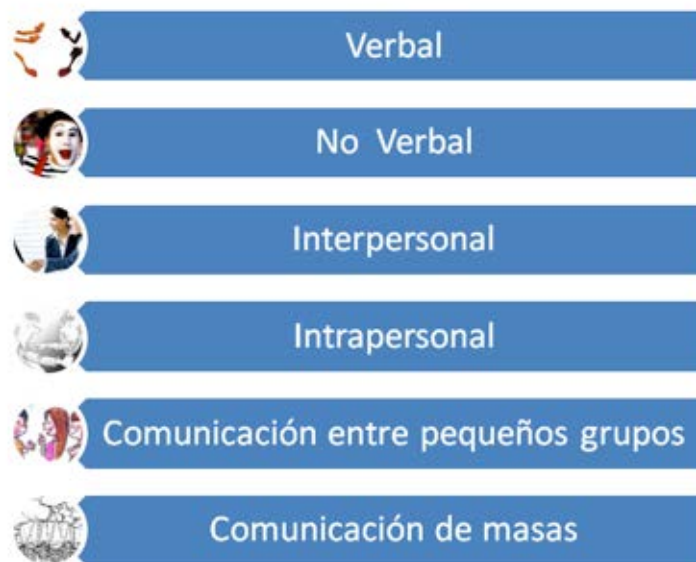 Verbal
No Verbal
Interpersonal
Intrapersonal
Comunicación entre pequeños grupos
Comunicación de masas